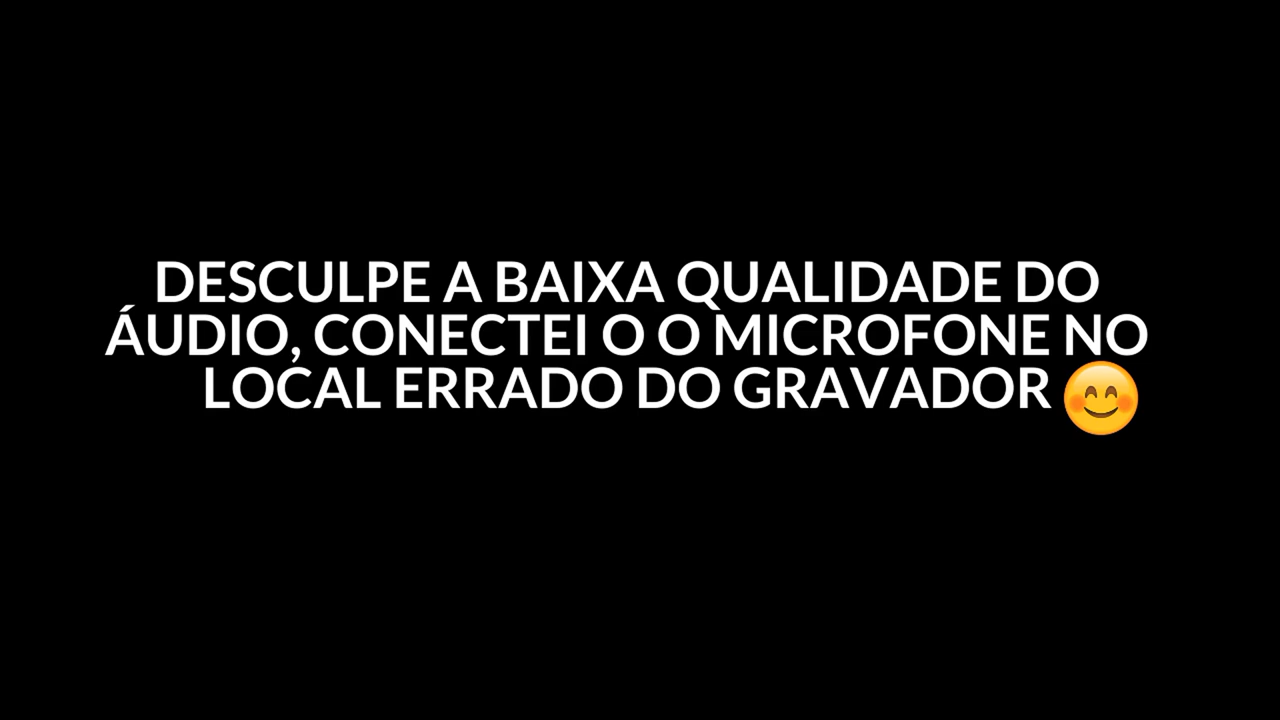 DESCULPE A BAIXA QUALIDADE DO
ÁUDIO, CONECTEI O O MICROFONE NO
LOCAL ERRADO DO GRAVADOR 😊